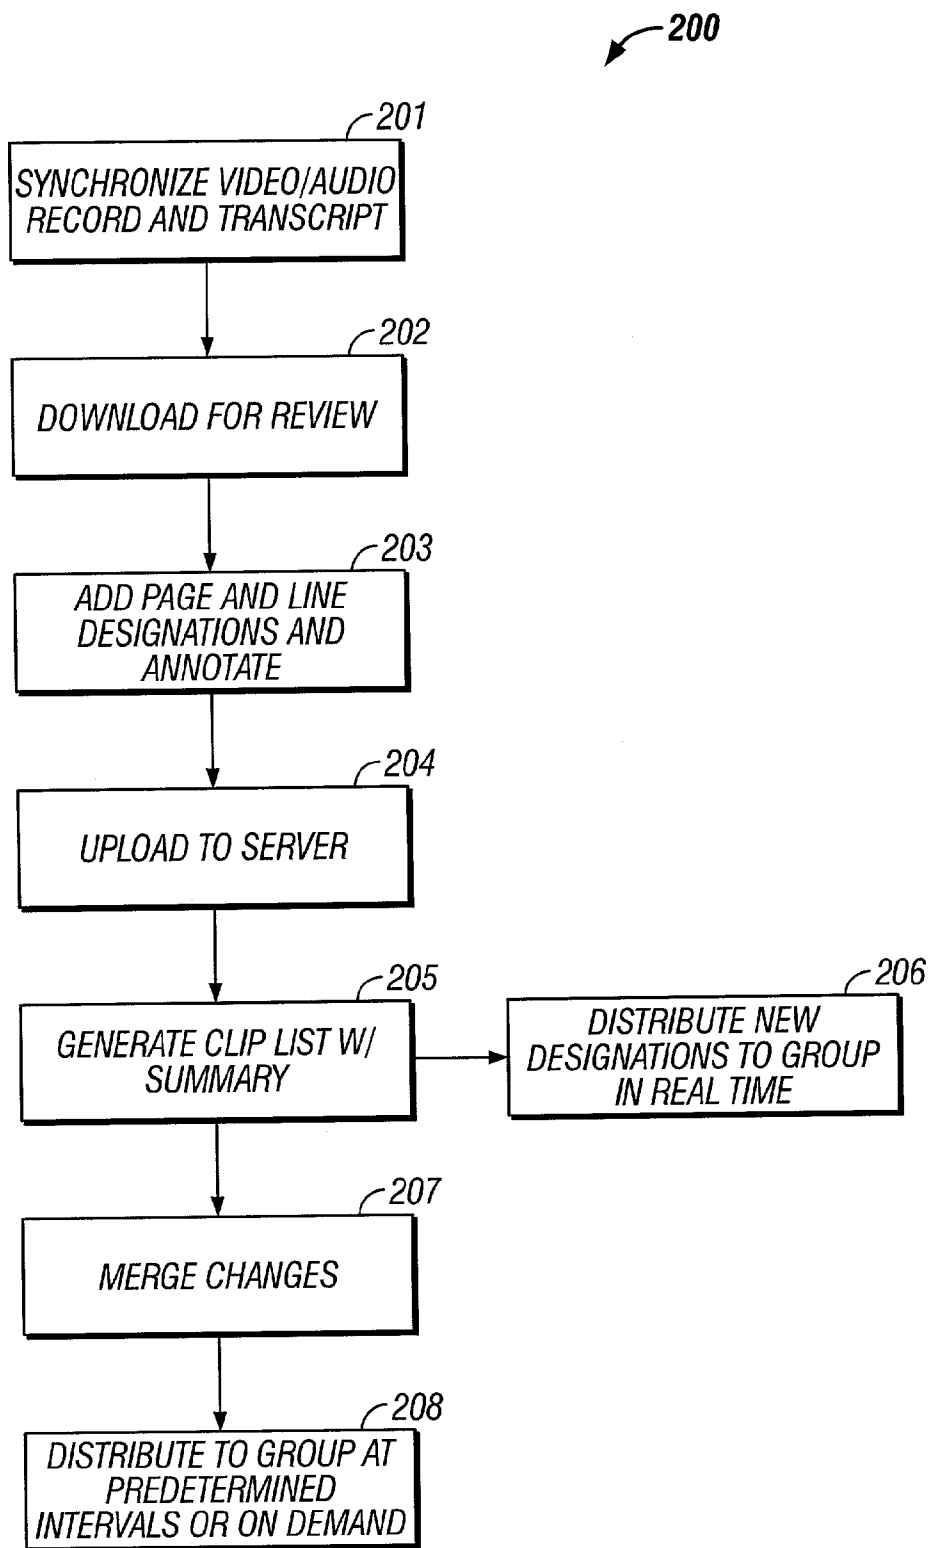 200
201
SYNCHRONIZE VIDEO/AUDIO
RECORD AND TRANSCRIPT
202
DOWNLOAD FOR REVIEW
203
ADD PAGE AND LINE
DESIGNATIONS AND
ANNOTATE
204
UPLOAD TO SERVER
205
GENERATE CLIP LIST W/
SUMMARY
206
DISTRIBUTE NEW
DESIGNATIONS TO GROUP
IN REAL TIME
207
MERGE CHANGES
208
DISTRIBUTE TO GROUP AT
PREDETERMINED
INTERVALS OR ON DEMAND